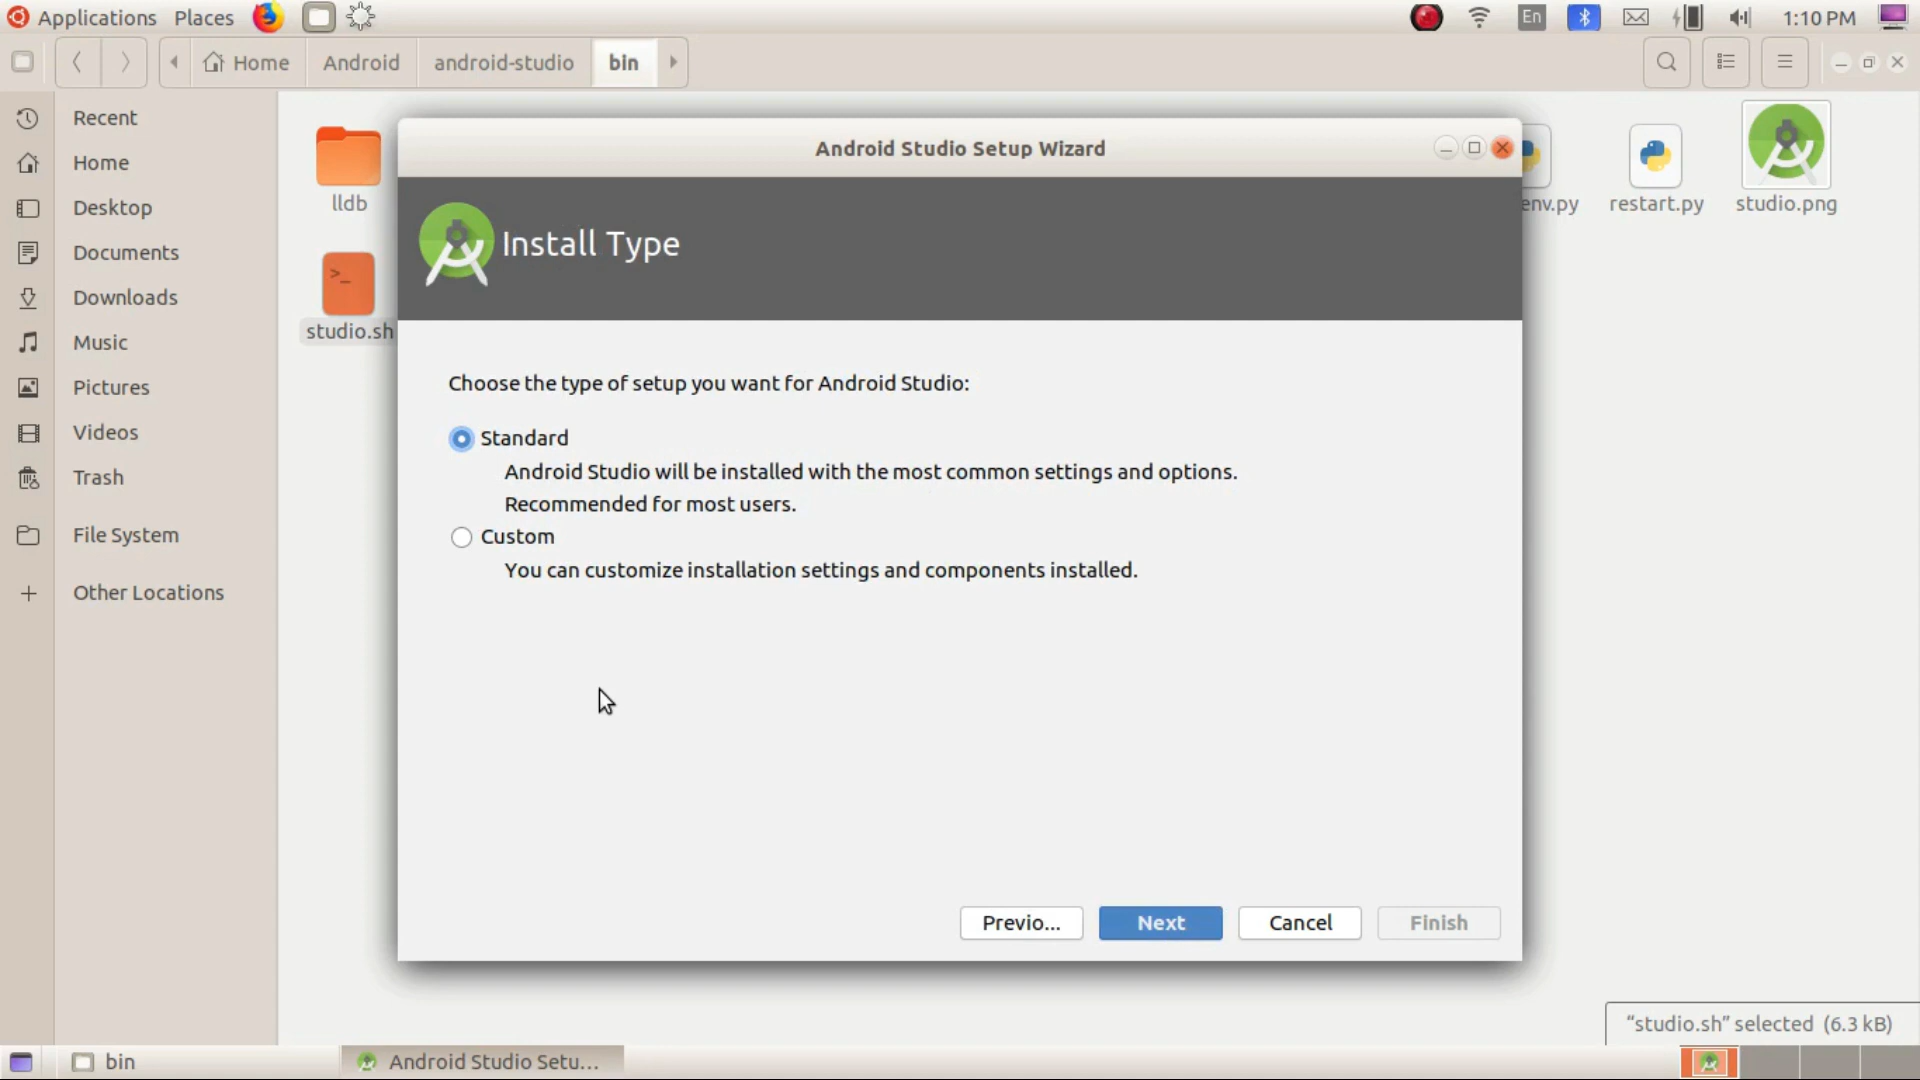 Applications Places En 1:10 PM
Home Android android-studio bin
Recent
Home
Desktop
Documents
Downloads
Music
Pictures
Videos
Trash
File System
Other Locations
lldb
studio.sh
env.py
restart.py
studio.png
Android Studio Setup Wizard
Install Type
Choose the type of setup you want for Android Studio:
Standard
Android Studio will be installed with the most common settings and options.
Recommended for most users.
Custom
You can customize installation settings and components installed.
Previo... Next Cancel Finish
"studio.sh" selected (6.3 kB)
bin Android Studio Setu...